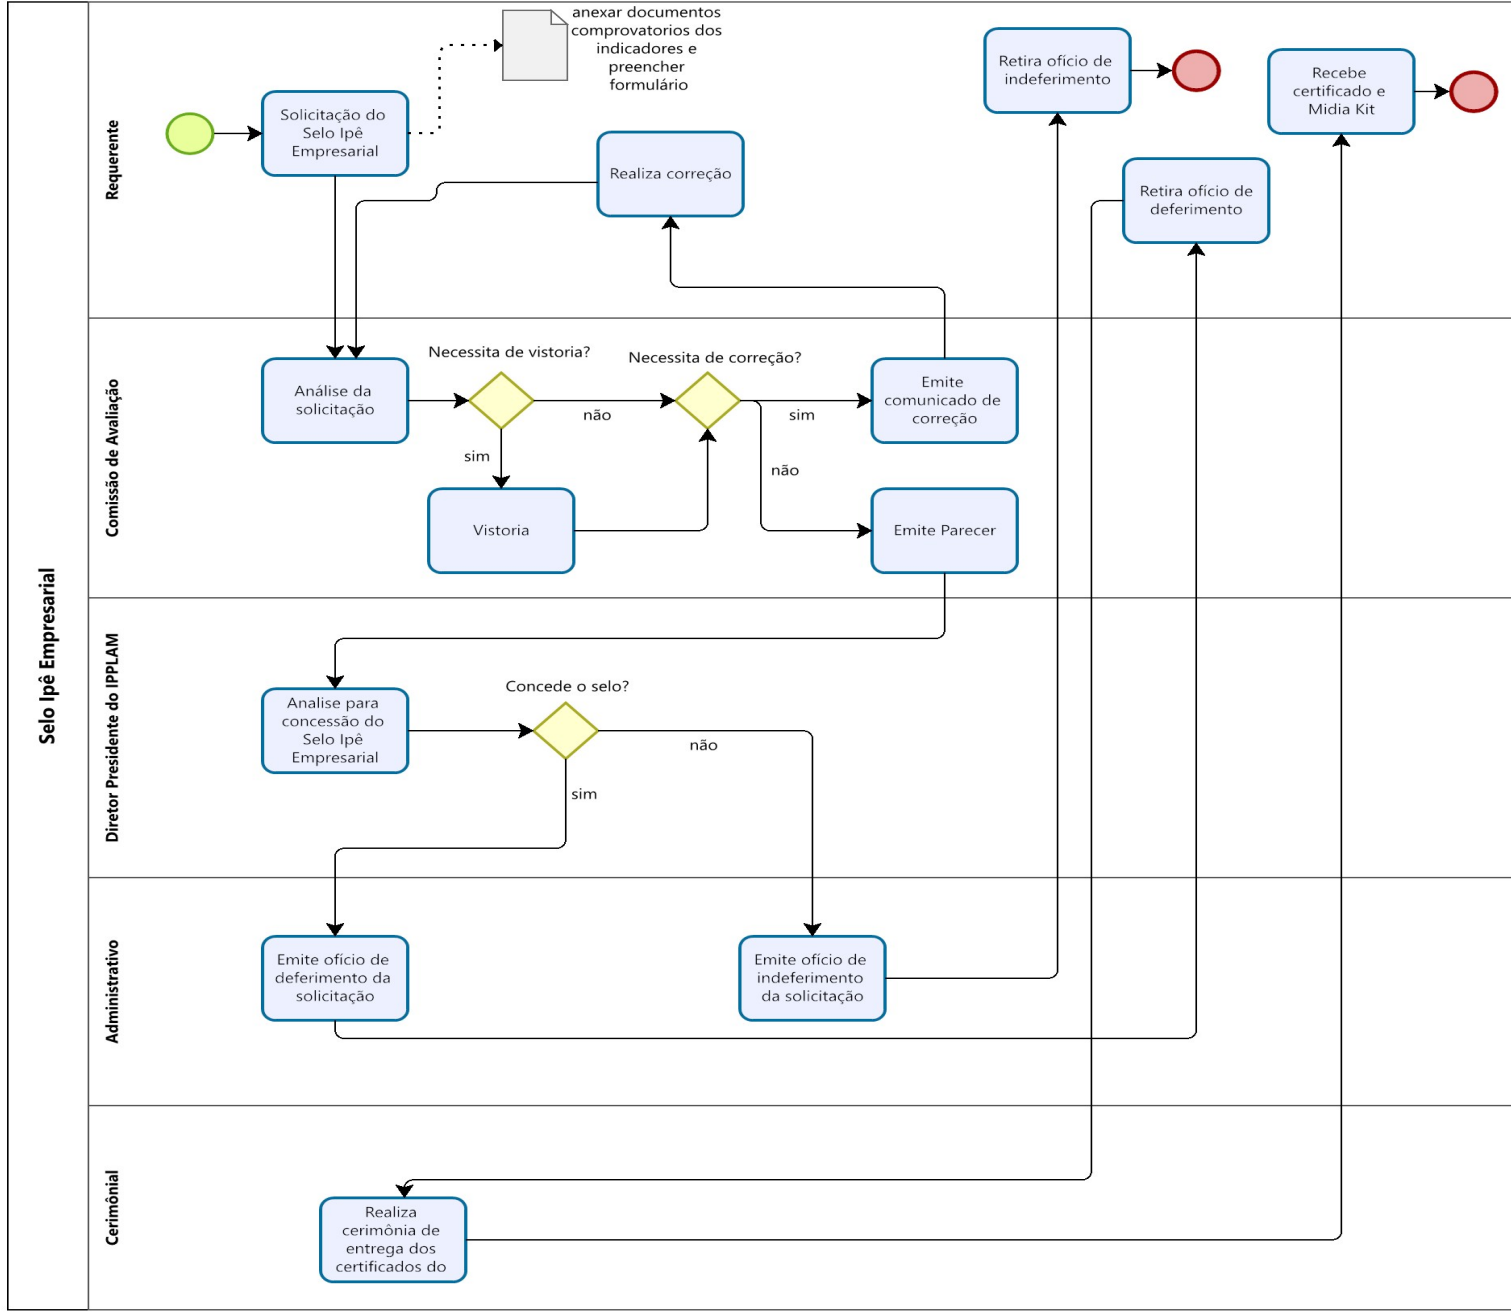 Selo Ipê Empresarial
Requerente
Solicitação do
Selo Ipê
Empresarial
anexar documentos
comprovatorios dos
indicadores e
preencher
formulário
Realiza correção
Retira ofício de
indeferimento
Recebe
certificado e
Midia Kit
Retira ofício de
deferimento
Comissão de Avaliação
Análise da
solicitação
Necessita de vistoria?
não
sim
Vistoria
Necessita de correção?
sim
não
Emite
comunicado de
correção
Emite Parecer
Diretor Presidente do IPPLAM
Analise para
concessão do
Selo Ipê
Empresarial
Concede o selo?
não
sim
Administrativo
Emite ofício de
deferimento da
solicitação
Emite ofício de
indeferimento
da solicitação
Cerimônial
Realiza
cerimônia de
entrega dos
certificados do